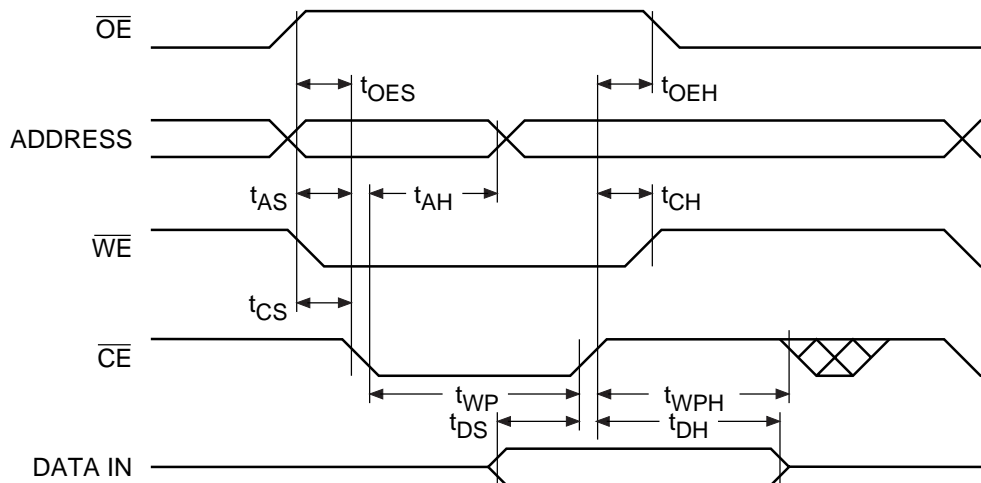 OE
tOES tOEH
ADDRESS
tAS tAH tCH
WE
tCS
CE
tWP tWPH
tDS tDH
DATA IN